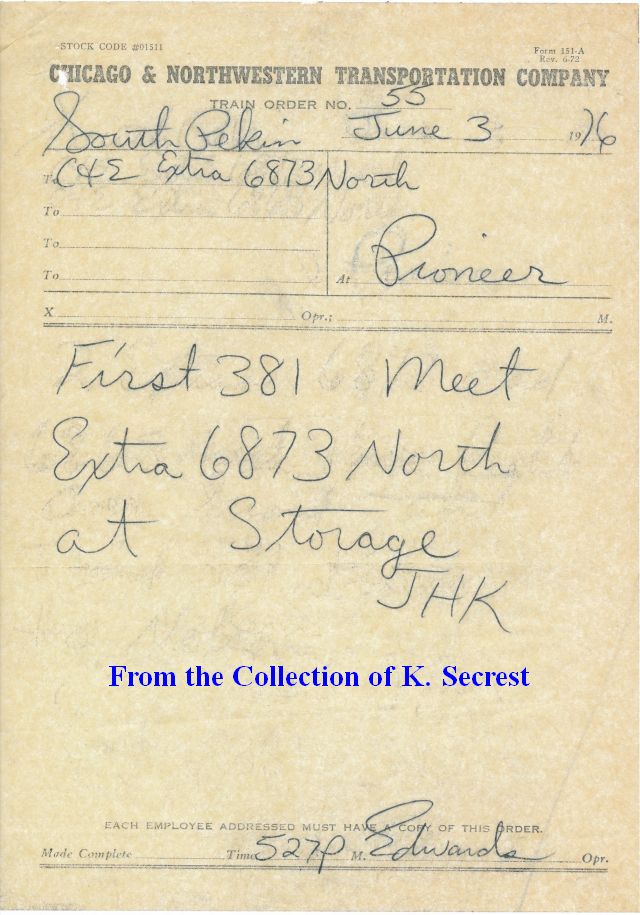 STOCK CODE #01511
Form 151-A
Rev. 6-72
CHICAGO & NORTHWESTERN TRANSPORTATION COMPANY
TRAIN ORDER NO. 55
South Pekin June 3 1976
To C&E Extra 6873 North
To
To
To At Pioneer
X Opr.; M.
First 381 Meet
Extra 6873 North
at Storage
JHK
From the Collection of K. Secrest
EACH EMPLOYEE ADDRESSED MUST HAVE A COPY OF THIS ORDER.
Made Complete Time 527P M. Edwards Opr.